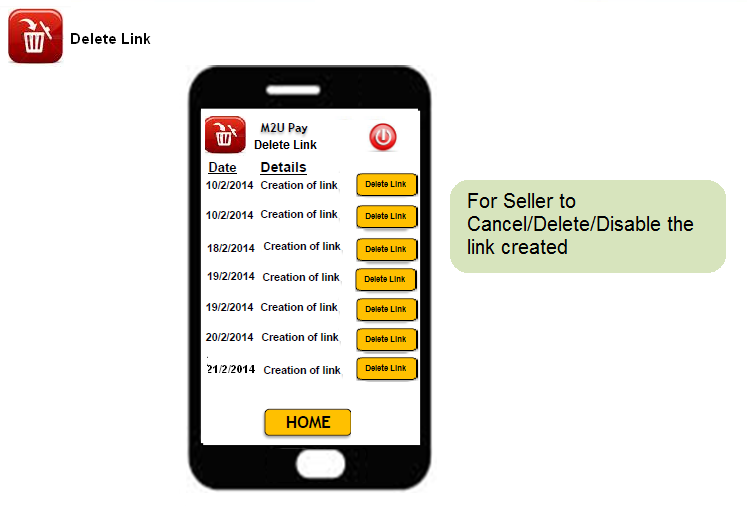 Delete Link
M2U Pay
Delete Link
Date Details
10/2/2014 Creation of link Delete Link
10/2/2014 Creation of link Delete Link
18/2/2014 Creation of link Delete Link
19/2/2014 Creation of link Delete Link
19/2/2014 Creation of link Delete Link
20/2/2014 Creation of link Delete Link
21/2/2014 Creation of link Delete Link
HOME
For Seller to
Cancel/Delete/Disable the
link created